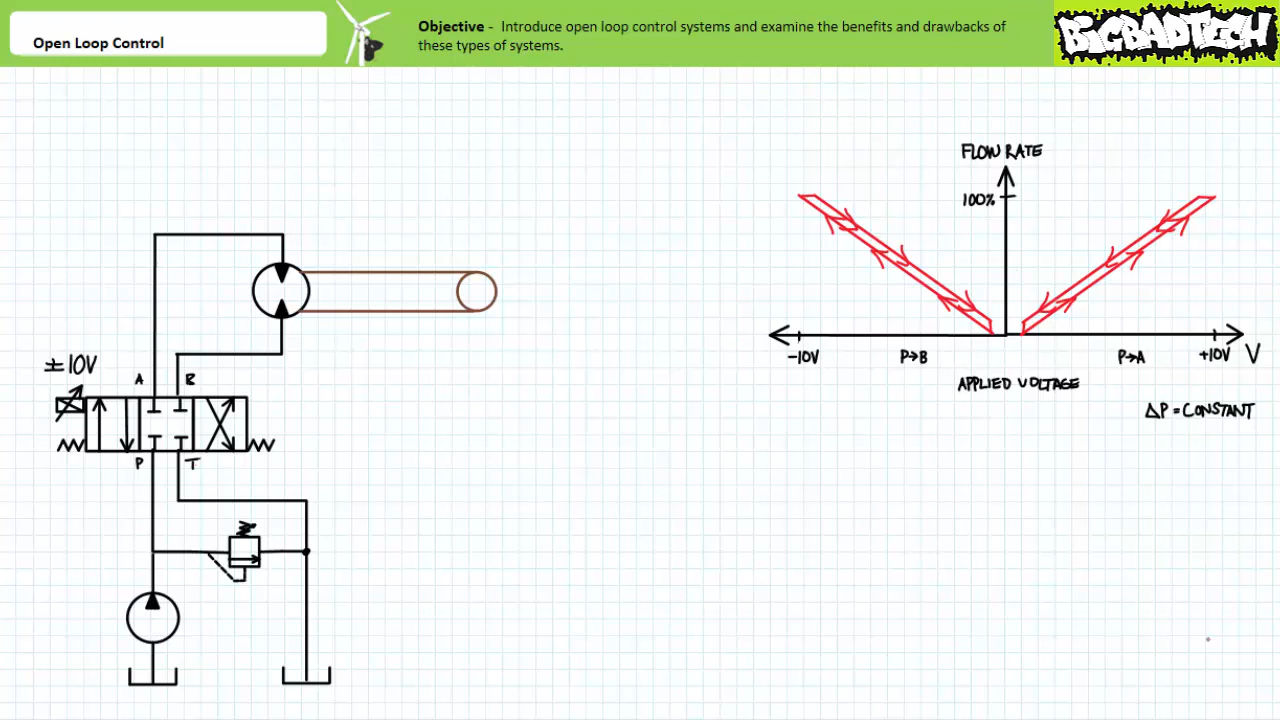 Open Loop Control
Objective - Introduce open loop control systems and examine the benefits and drawbacks of
these types of systems.
BIGBADTECH
FLOW RATE
100%
-10V
P→B
P→A
+10V
V
APPLIED VOLTAGE
ΔP = CONSTANT
±10V
A
B
P
T